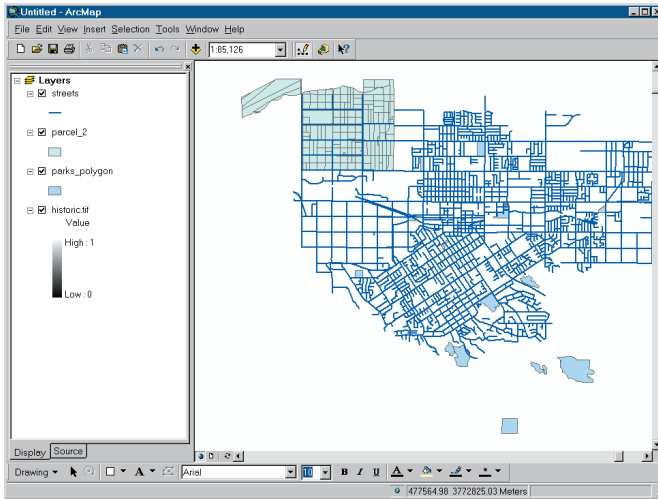 Untitled - ArcMap
File Edit View Insert Selection Tools Window Help
1:85,126
Layers
streets
parcel_2
parks_polygon
historic.tif
Value
High : 1
Low : 0
Display Source
Drawing A Arial 10 B I U A
477564.98 3772825.03 Meters